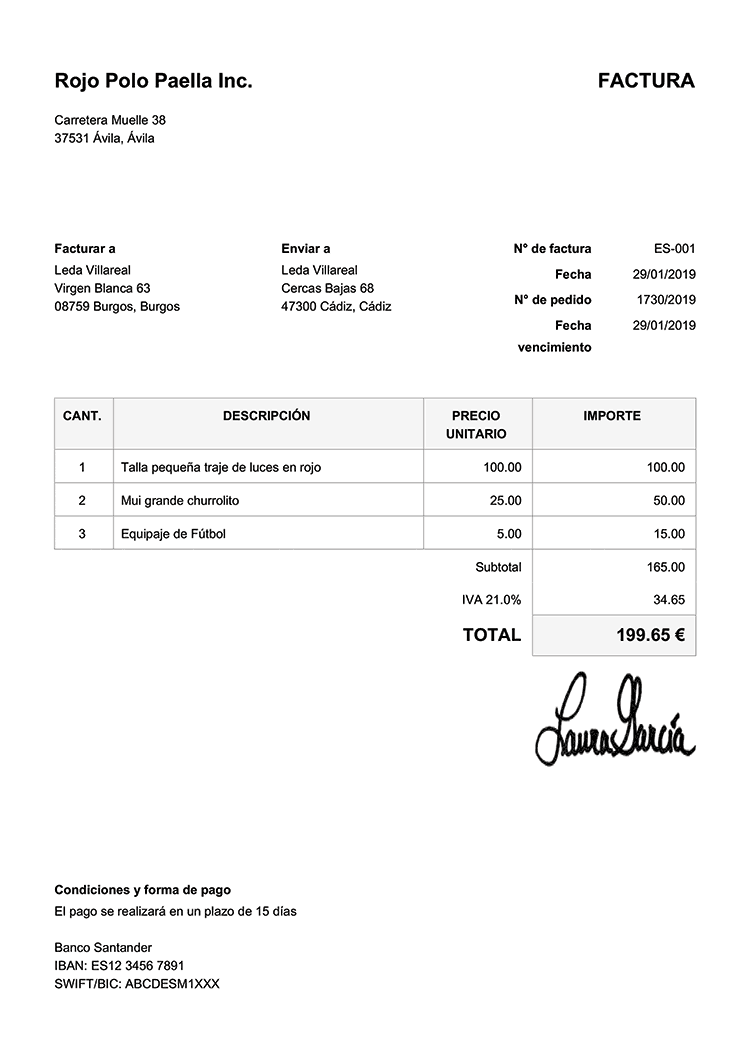 Rojo Polo Paella Inc.
FACTURA
Carretera Muelle 38
37531 Ávila, Ávila
Facturar a
Leda Villareal
Virgen Blanca 63
08759 Burgos, Burgos
Enviar a
Leda Villareal
Cercas Bajas 68
47300 Cádiz, Cádiz
N° de factura ES-001
Fecha 29/01/2019
N° de pedido 1730/2019
Fecha 29/01/2019
vencimiento
CANT. DESCRIPCIÓN PRECIO UNITARIO IMPORTE
1 Talla pequeña traje de luces en rojo 100.00 100.00
2 Mui grande churrolito 25.00 50.00
3 Equipaje de Fútbol 5.00 15.00
Subtotal 165.00
IVA 21.0% 34.65
TOTAL 199.65 €
Laura García
Condiciones y forma de pago
El pago se realizará en un plazo de 15 días
Banco Santander
IBAN: ES12 3456 7891
SWIFT/BIC: ABCDESM1XXX